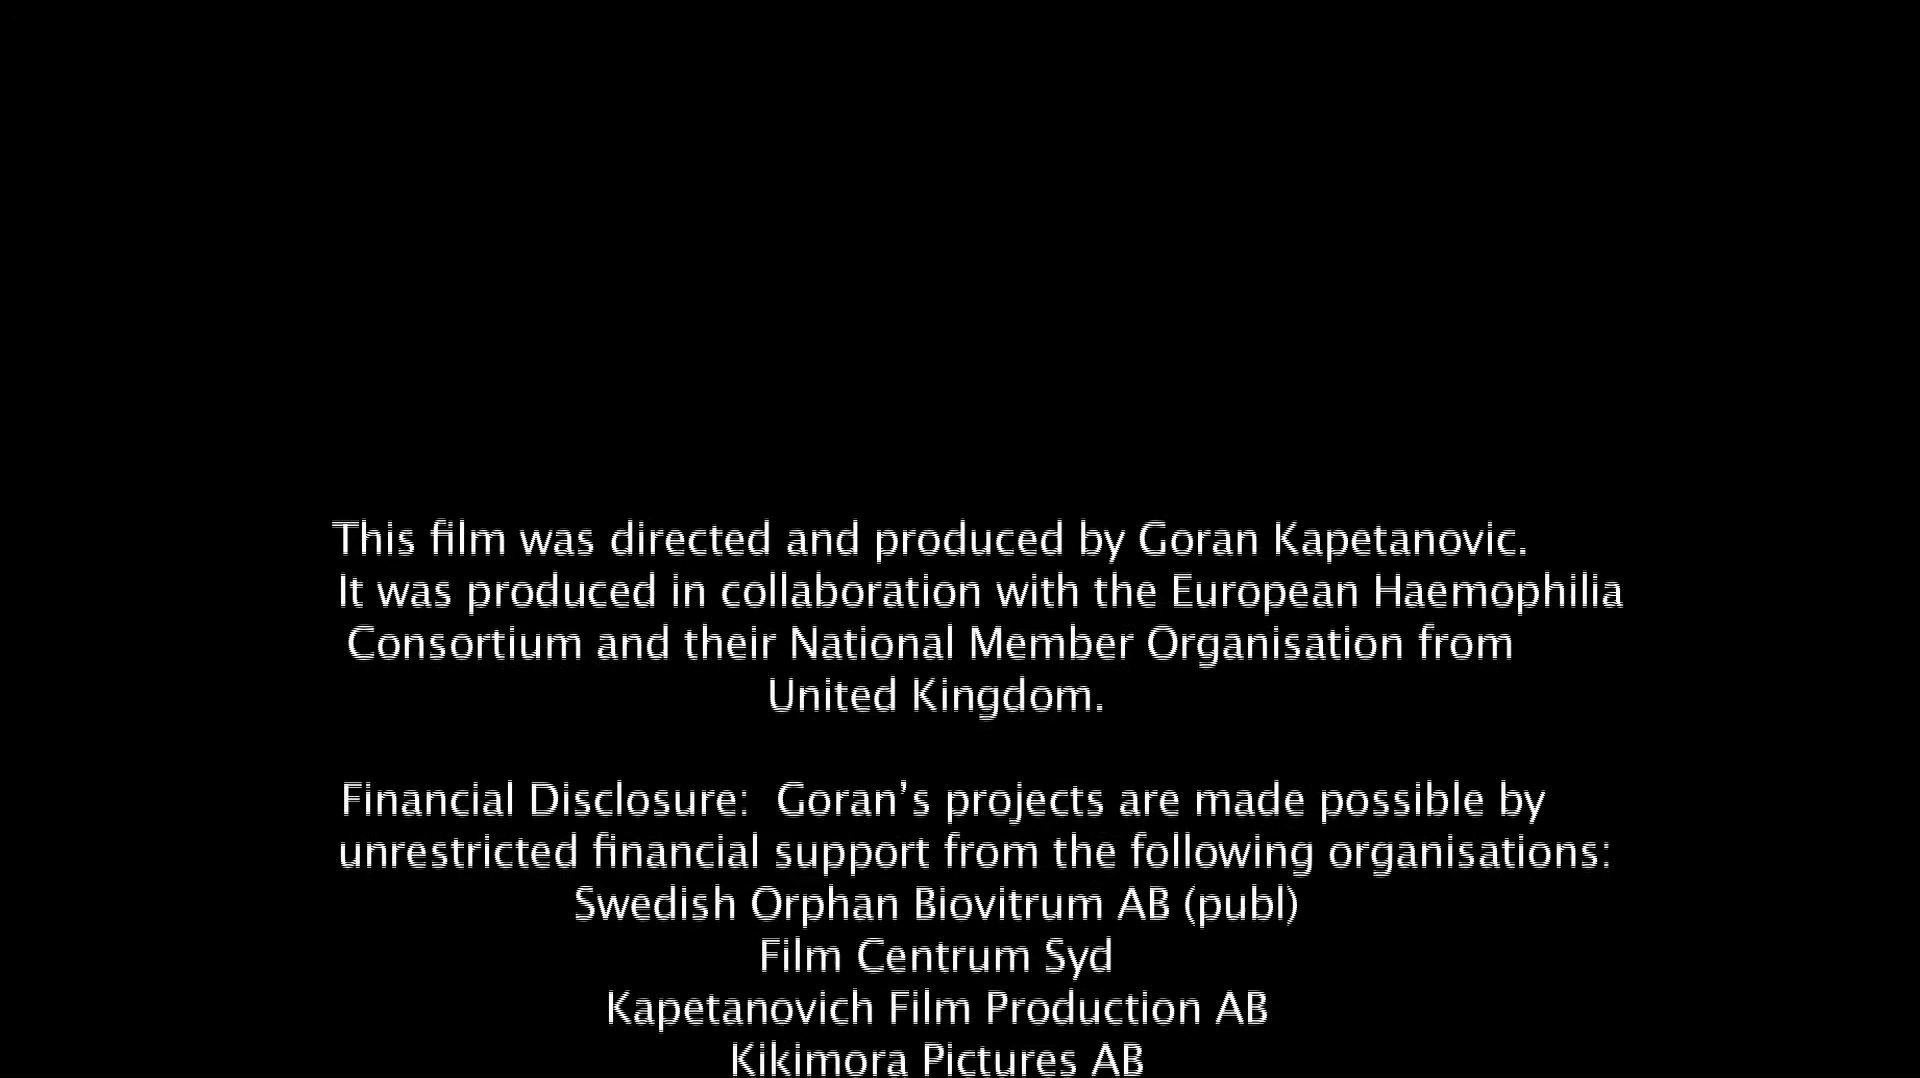 This film was directed and produced by Goran Kapetanovic.
It was produced in collaboration with the European Haemophilia
Consortium and their National Member Organisation from
United Kingdom.
Financial Disclosure:  Goran's projects are made possible by
unrestricted financial support from the following organisations:
Swedish Orphan Biovitrum AB (publ)
Film Centrum Syd
Kapetanovich Film Production AB
Kikimora Pictures AB